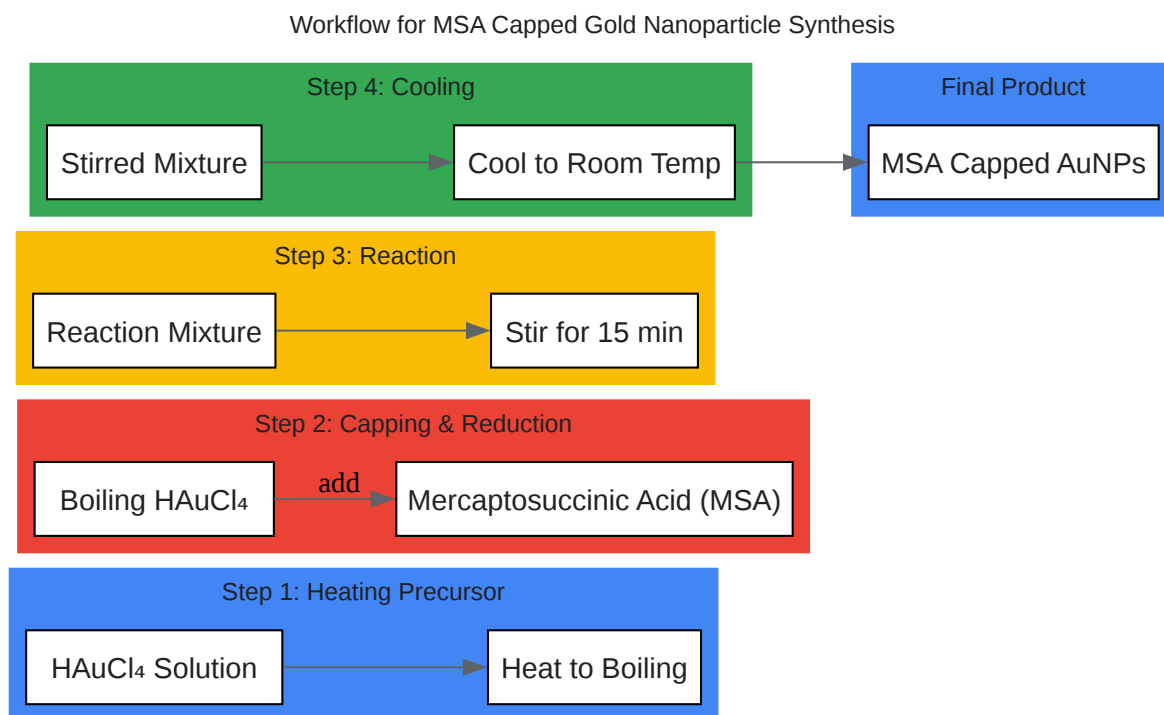 Workflow for MSA Capped Gold Nanoparticle Synthesis
Step 4: Cooling
Final Product
Stirred Mixture
Cool to Room Temp
MSA Capped AuNPs
Step 3: Reaction
Reaction Mixture
Stir for 15 min
Step 2: Capping & Reduction
Boiling HAuCl₄
add
Mercaptosuccinic Acid (MSA)
Step 1: Heating Precursor
HAuCl₄ Solution
Heat to Boiling